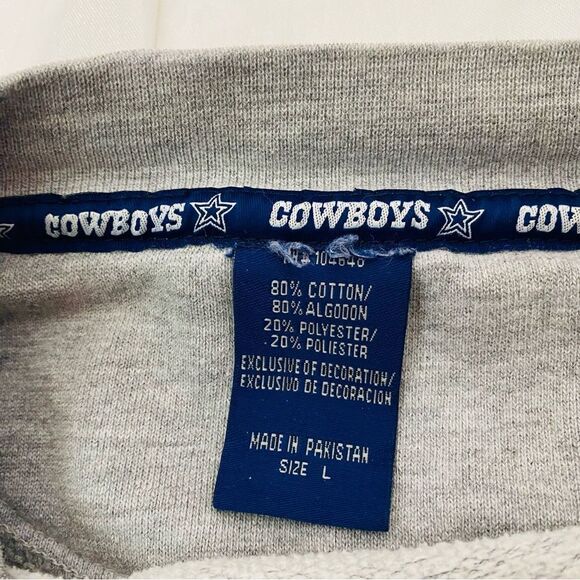 COWBOYS COWBOYS
104646
80% COTTON/
80% ALGODON
20% POLYESTER/
20% POLIESTER
EXCLUSIVE OF DECORATION/
EXCLUSIVO DE DECORACION
MADE IN PAKISTAN
SIZE L